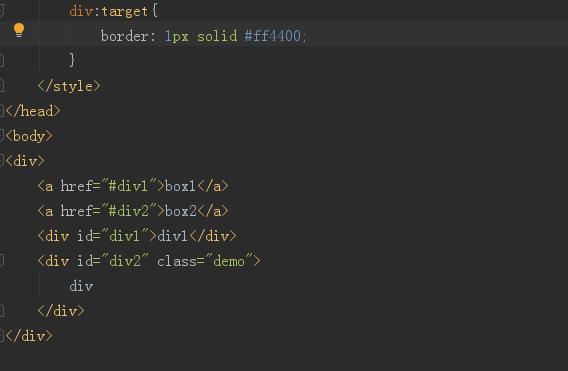 div:target{
border: 1px solid #ff4400;
}
</style>
</head>
<body>
<div>
<a href="#div1">box1</a>
<a href="#div2">box2</a>
<div id="div1">div1</div>
<div id="div2" class="demo">
div
</div>
</div>